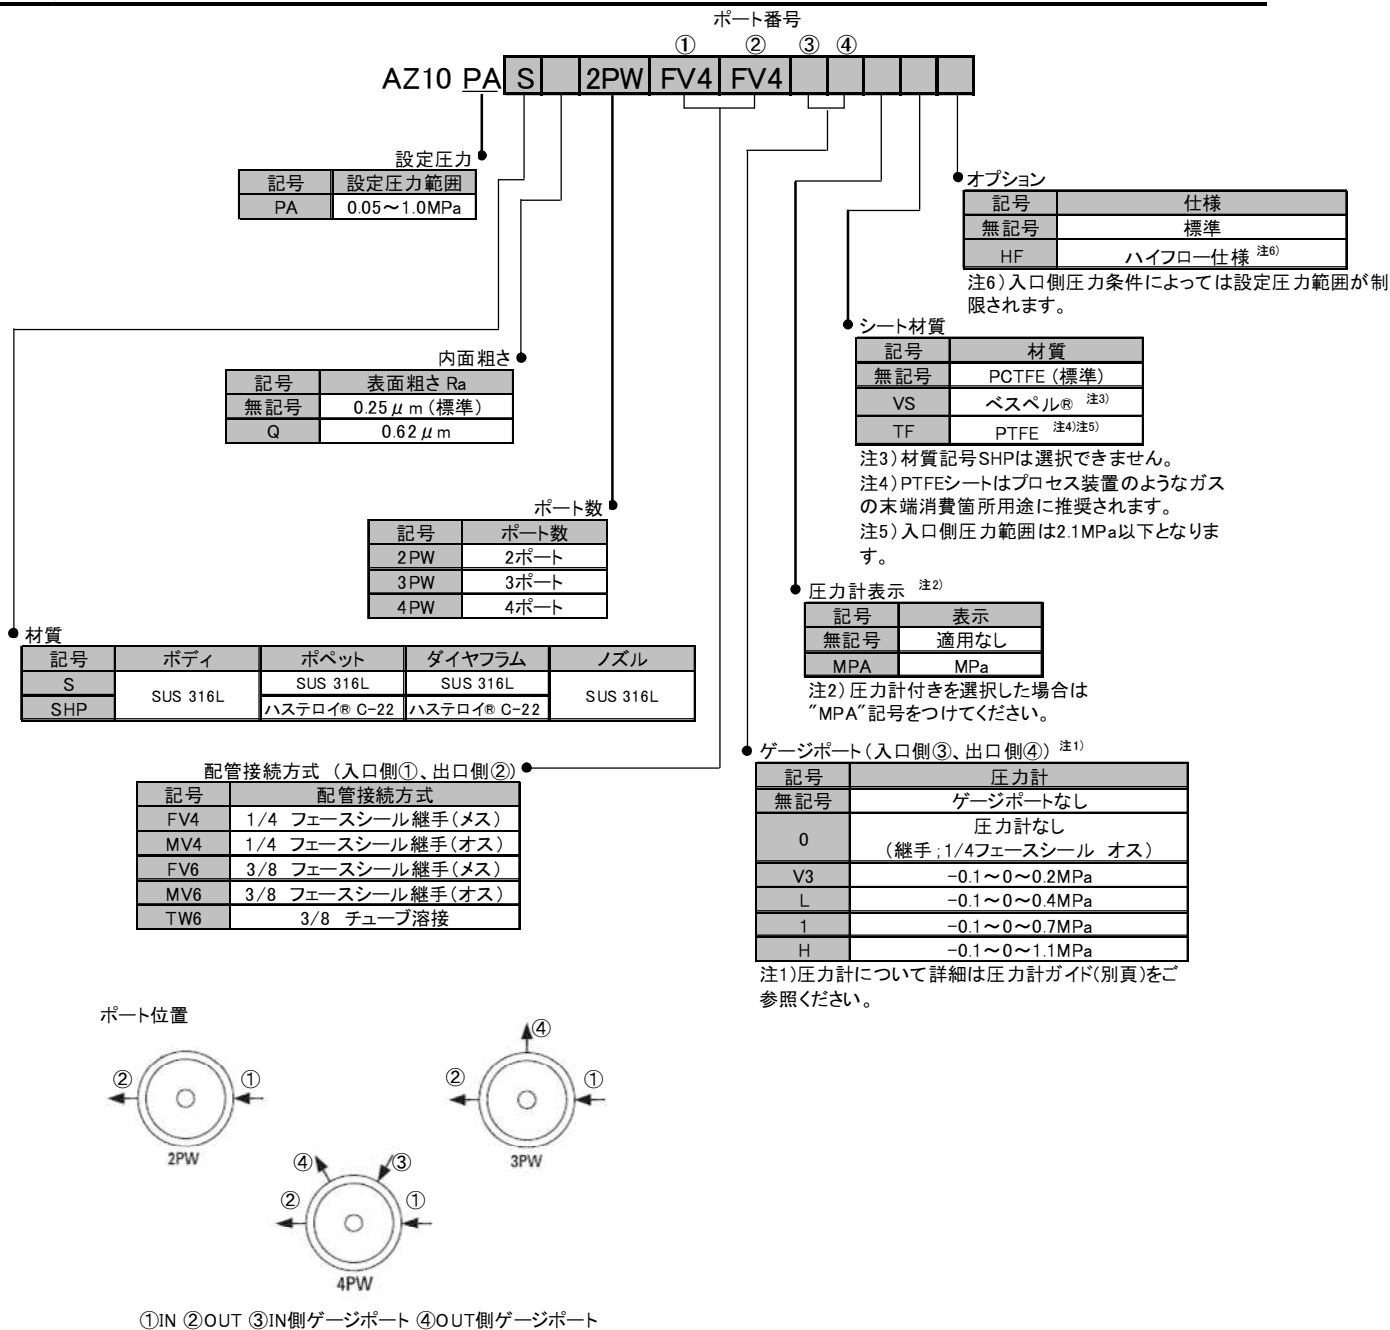 ポート番号
① ② ③ ④
AZ10 PA S 2PW FV4 FV4
設定圧力
記号 設定圧力範囲
PA 0.05～1.0MPa
オプション
記号 仕様
無記号 標準
HF ハイフロー仕様 注6)
注6)入口側圧力条件によっては設定圧力範囲が制
限されます。
シート材質
記号 材質
無記号 PCTFE(標準)
VS ベスペル® 注3)
TF PTFE 注4)注5)
注3)材質記号SHPは選択できません。
注4)PTFEシートはプロセス装置のようなガス
の末端消費箇所用途に推奨されます。
注5)入口側圧力範囲は2.1MPa以下となりま
す。
内面粗さ
記号 表面粗さ Ra
無記号 0.25μm(標準)
Q 0.62μm
ポート数
記号 ポート数
2PW 2ポート
3PW 3ポート
4PW 4ポート
圧力計表示 注2)
記号 表示
無記号 適用なし
MPA MPa
注2)圧力計付きを選択した場合は
"MPA"記号をつけてください。
材質
記号 ボディ ポペット ダイヤフラム ノズル
S SUS 316L SUS 316L SUS 316L SUS 316L
SHP ハステロイ® C-22 ハステロイ® C-22
配管接続方式 (入口側①、出口側②)
記号 配管接続方式
FV4 1/4 フェースシール継手(メス)
MV4 1/4 フェースシール継手(オス)
FV6 3/8 フェースシール継手(メス)
MV6 3/8 フェースシール継手(オス)
TW6 3/8 チューブ溶接
ゲージポート(入口側③、出口側④) 注1)
記号 圧力計
無記号 ゲージポートなし
0 圧力計なし
(継手;1/4フェースシール オス)
V3 -0.1～0～0.2MPa
L -0.1～0～0.4MPa
1 -0.1～0～0.7MPa
H -0.1～0～1.1MPa
注1)圧力計について詳細は圧力計ガイド(別頁)をご
参照ください。
ポート位置
② ①
2PW
④
② ①
3PW
④ ③
② ①
4PW
①IN ②OUT ③IN側ゲージポート ④OUT側ゲージポート